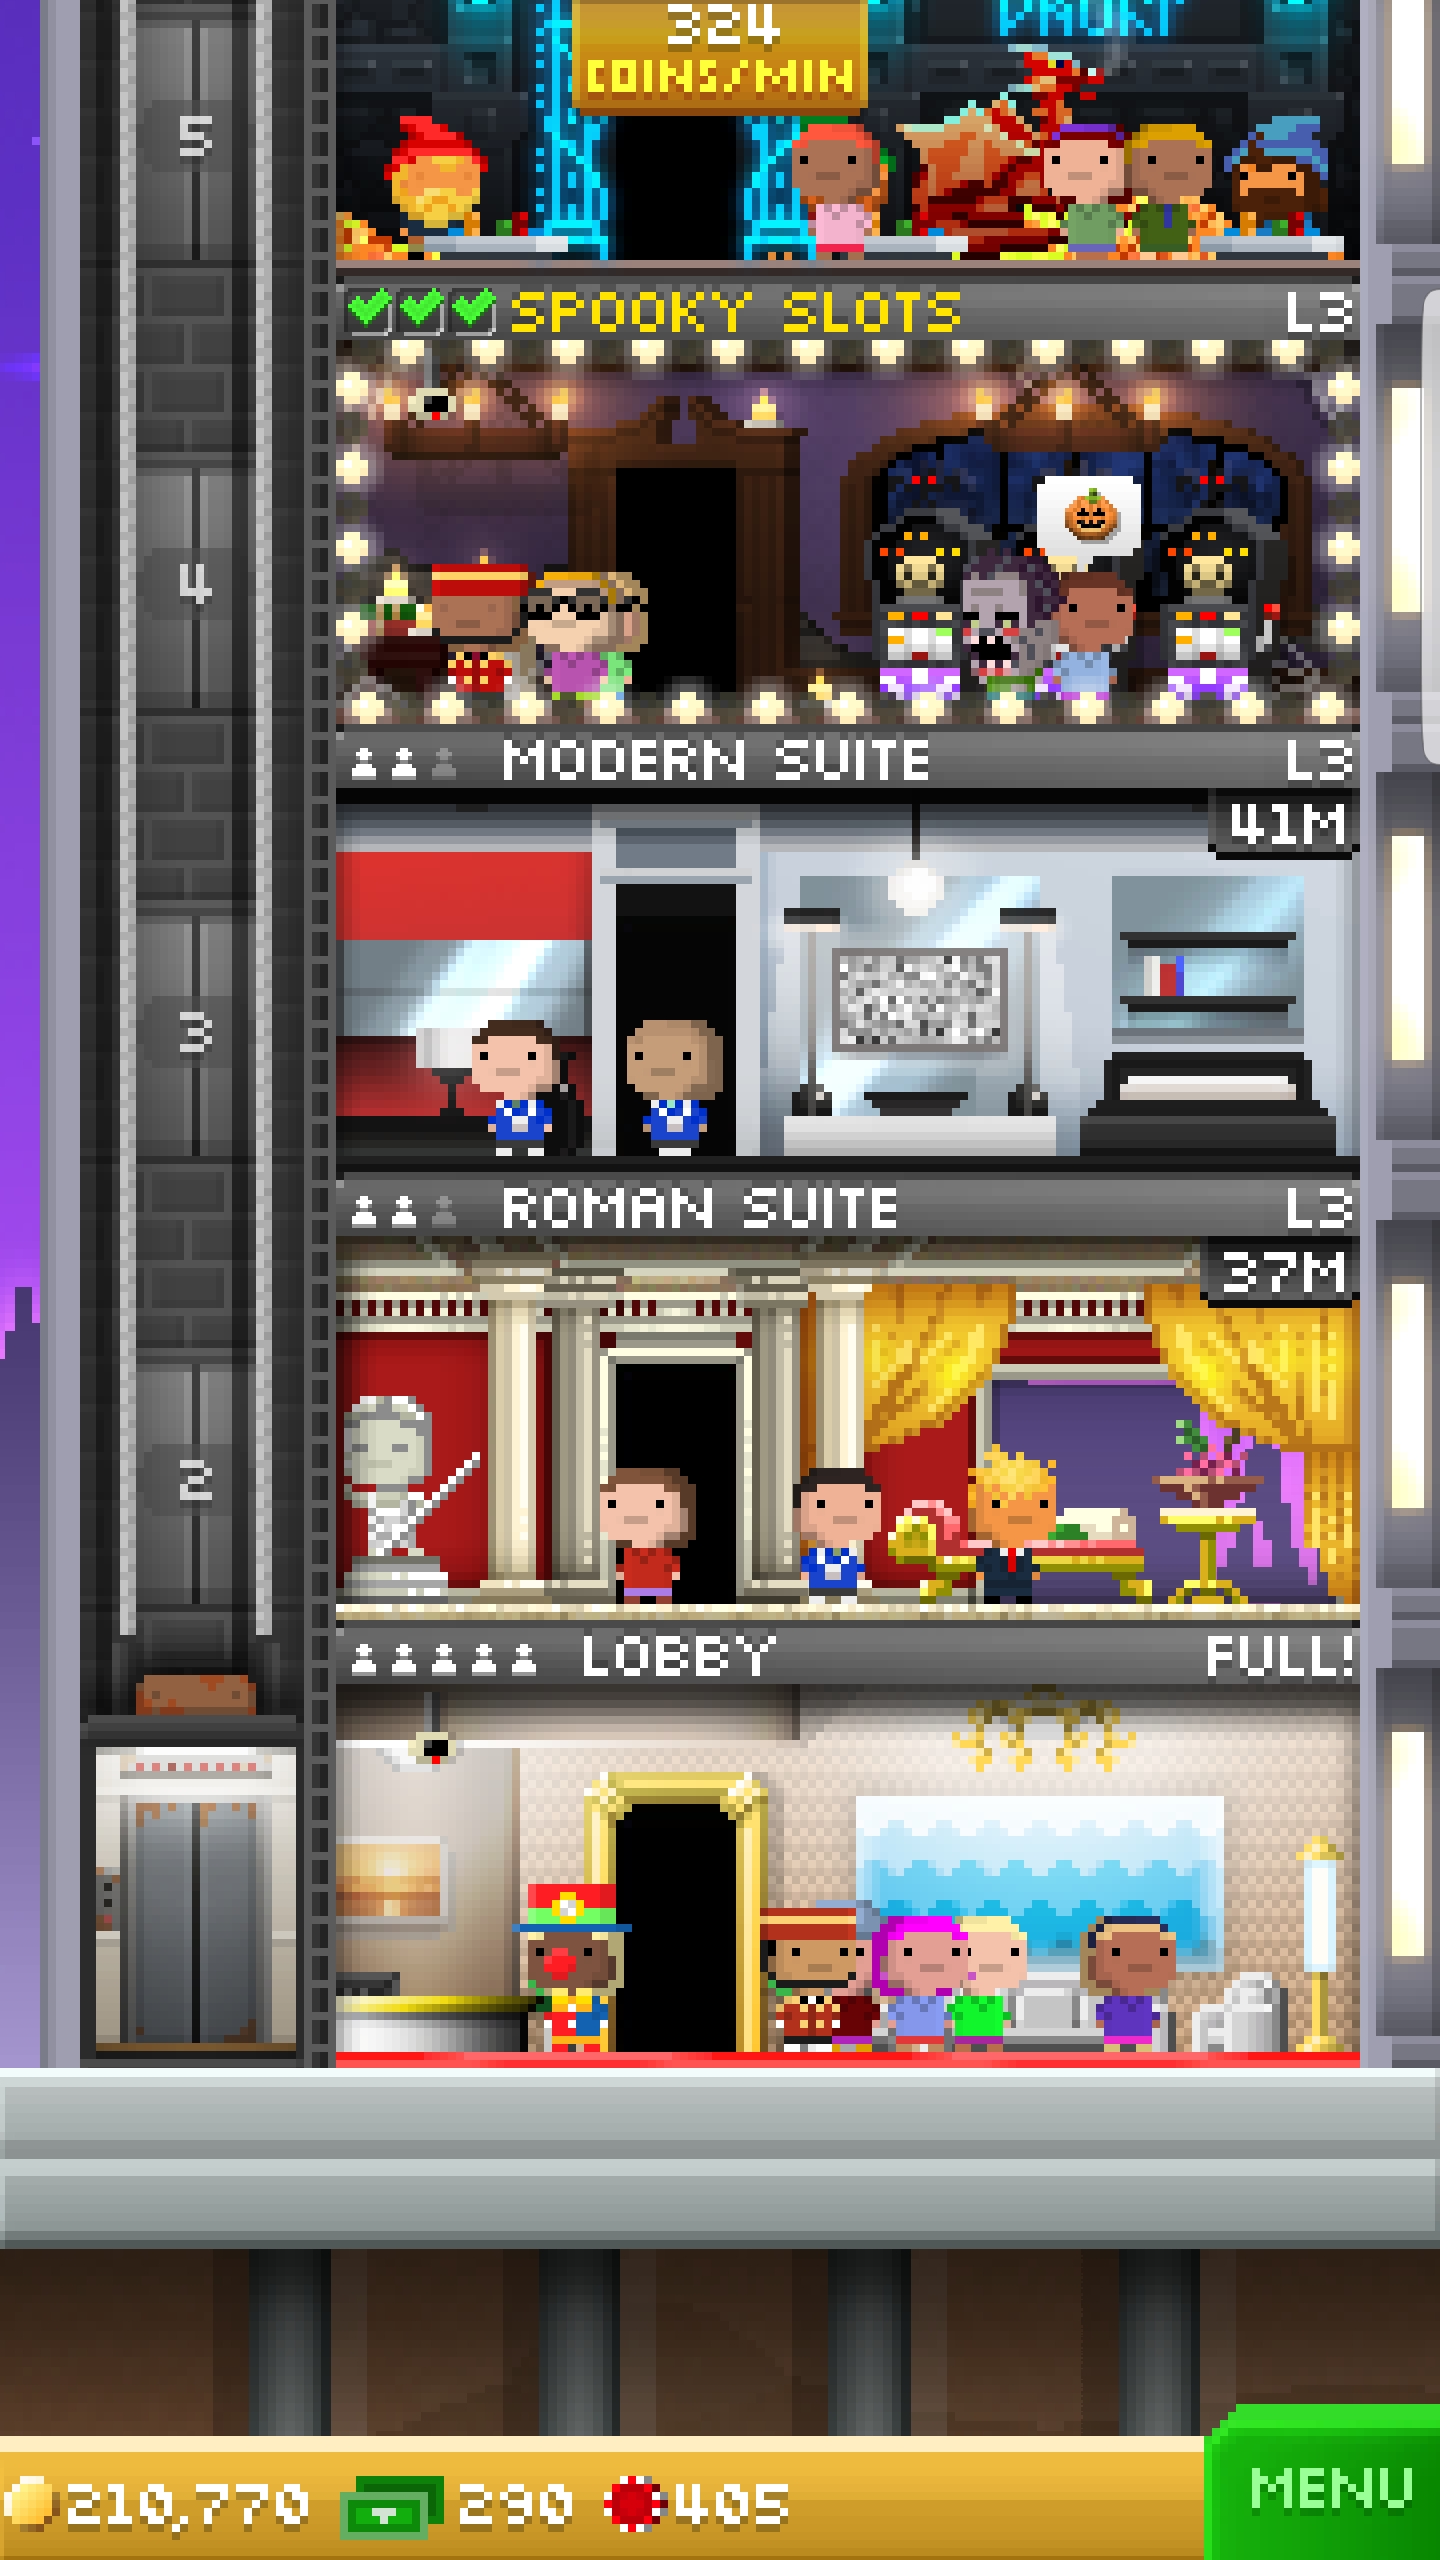 324
COINS/MIN
5
SPOOKY SLOTS L3
4
MODERN SUITE L3
41M
3
ROMAN SUITE L3
37M
2
LOBBY FULL!
210,770 290 405
MENU